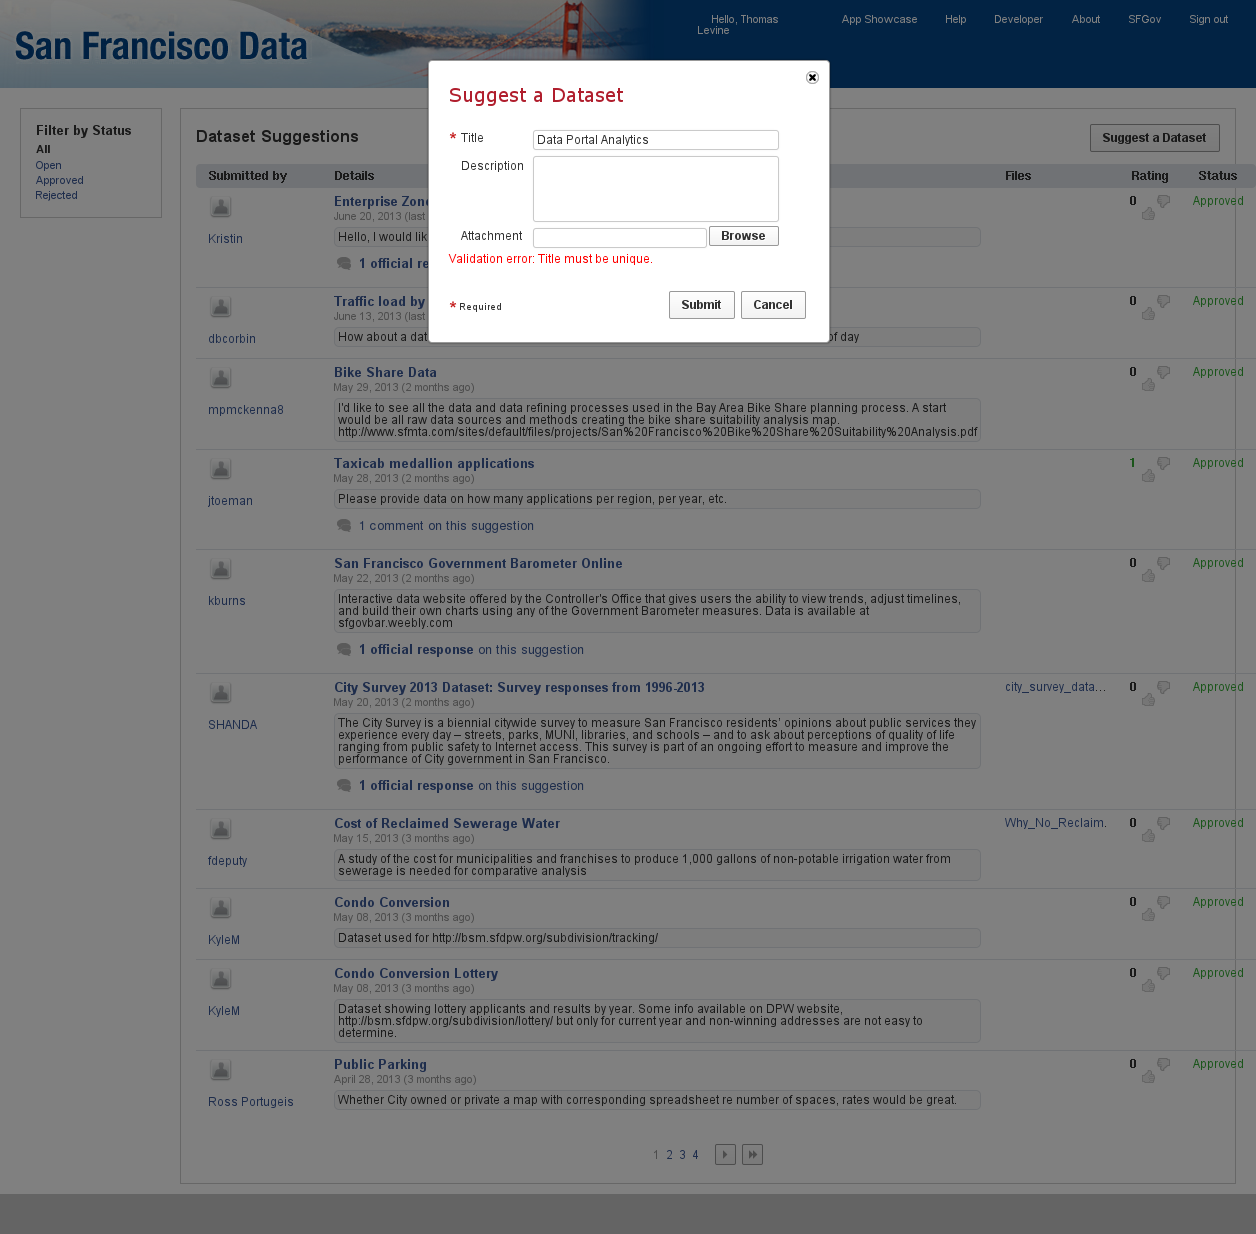 San Francisco Data
Hello, Thomas
Levine
App Showcase
Help
Developer
About
SFGov
Sign out
Filter by Status
All
Open
Approved
Rejected
Dataset Suggestions
Suggest a Dataset
Suggest a Dataset
* Title
Data Portal Analytics
Description
Attachment
Browse
Validation error: Title must be unique.
* Required
Submit
Cancel
Submitted by
Details
Files
Rating
Status
Enterprise Zone
June 20, 2013 (last
Kristin
Hello, I would lik
1 official re
0
Approved
Traffic load by
June 13, 2013 (last
dbcorbin
How about a dat
of day
0
Approved
Bike Share Data
May 29, 2013 (2 months ago)
mpmckenna8
I'd like to see all the data and data refining processes used in the Bay Area Bike Share planning process. A start
would be all raw data sources and methods creating the bike share suitability analysis map.
http://www.sfmta.com/sites/default/files/projects/San%20Francisco%20Bike%20Share%20Suitability%20Analysis.pdf
0
Approved
Taxicab medallion applications
May 28, 2013 (2 months ago)
jtoeman
Please provide data on how many applications per region, per year, etc.
1 comment on this suggestion
1
Approved
San Francisco Government Barometer Online
May 22, 2013 (2 months ago)
kburns
Interactive data website offered by the Controller's Office that gives users the ability to view trends, adjust timelines,
and build their own charts using any of the Government Barometer measures. Data is available at
sfgovbar.weebly.com
1 official response on this suggestion
0
Approved
City Survey 2013 Dataset: Survey responses from 1996-2013
May 20, 2013 (2 months ago)
SHANDA
The City Survey is a biennial citywide survey to measure San Francisco residents' opinions about public services they
experience every day – streets, parks, MUNI, libraries, and schools – and to ask about perceptions of quality of life
ranging from public safety to Internet access. This survey is part of an ongoing effort to measure and improve the
performance of City government in San Francisco.
1 official response on this suggestion
city_survey_data...
0
Approved
Cost of Reclaimed Sewerage Water
May 15, 2013 (3 months ago)
fdeputy
A study of the cost for municipalities and franchises to produce 1,000 gallons of non-potable irrigation water from
sewerage is needed for comparative analysis
Why_No_Reclaim.
0
Approved
Condo Conversion
May 08, 2013 (3 months ago)
KyleM
Dataset used for http://bsm.sfdpw.org/subdivision/tracking/
0
Approved
Condo Conversion Lottery
May 08, 2013 (3 months ago)
KyleM
Dataset showing lottery applicants and results by year. Some info available on DPW website,
http://bsm.sfdpw.org/subdivision/lottery/ but only for current year and non-winning addresses are not easy to
determine.
0
Approved
Public Parking
April 28, 2013 (3 months ago)
Ross Portugeis
Whether City owned or private a map with corresponding spreadsheet re number of spaces, rates would be great.
0
Approved
1 2 3 4